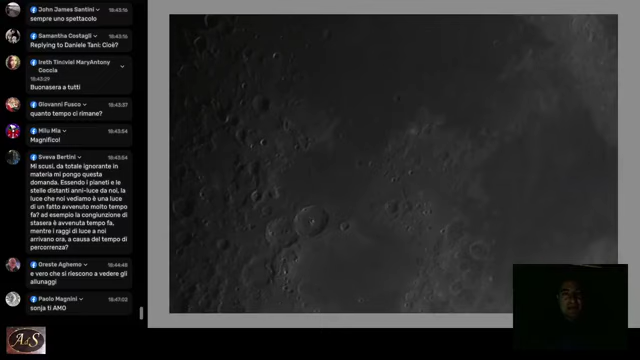 John James Santini 18:43:16
sempre uno spettacolo
Samantha Costagli 18:43:16
Replying to Daniele Tani: Cioè?
Ireth Tinúviel MaryAntony
Coccia
18:43:29
Buonasera a tutti
Giovanni Fusco 18:43:37
quanto tempo ci rimane?
Milu Mia 18:43:54
Magnifico!
Sveva Bertini 18:43:54
Mi scusi, da totale ignorante in
materia mi pongo questa
domanda. Essendo i pianeti e le
stelle distanti anni-luce da noi, la
luce che noi vediamo è una luce
di un fatto avvenuto molto tempo
fa? ad esempio la congiunzione di
stasera è avvenuta tempo fa,
mentre i raggi di luce a noi
arrivano ora, a causa del tempo di
percorrenza?
Oreste Aghemo 18:44:48
e vero che si riescono a vedere gli
allunaggi
Paolo Magnini 18:47:02
sonja ti AMO
AdS